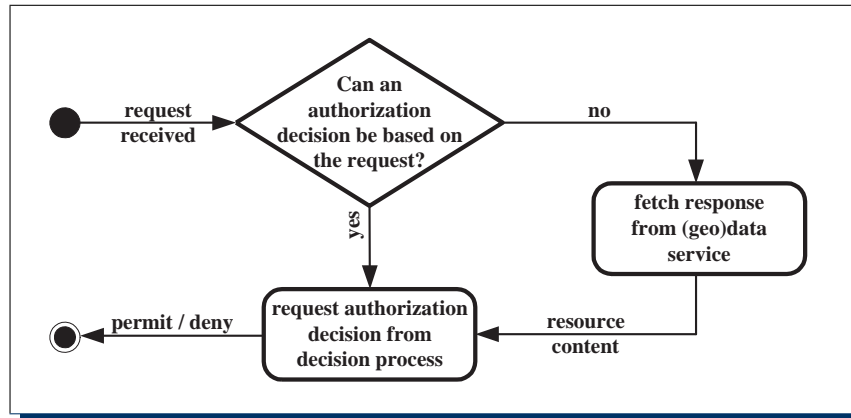 Can an
authorization
decision be based on
the request?
request
received
no
yes
fetch response
from (geo)data
service
request authorization
decision from
decision process
permit / deny
resource
content